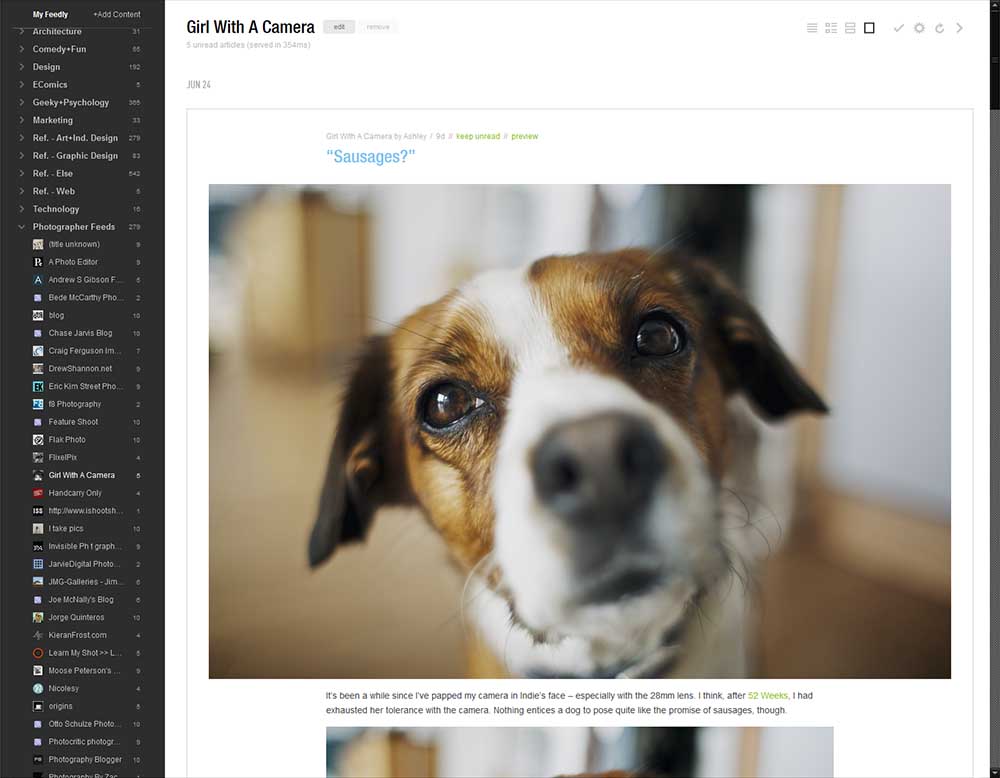 My Feedly
+Add Content
Architecture 31
Comedy+Fun 66
Design 192
EComics 5
Geeky+Psychology 365
Marketing 33
Ref. - Art+Ind. Design 279
Ref. - Graphic Design 83
Ref. - Else 642
Ref. - Web 5
Technology 16
Photographer Feeds 279
(title unknown) 9
A Photo Editor 9
Andrew S Gibson F... 6
Bede McCarthy Pho... 2
blog 10
Chase Jarvis Blog 10
Craig Ferguson Im... 7
DrewShannon.net 9
Eric Kim Street Pho... 9
f8 Photography 2
Feature Shoot 10
Flak Photo 10
FlixelPix 4
Girl With A Camera 5
Handcarry Only 4
http://www.ishootsh... 1
I take pics 10
Invisible Ph t graph... 9
JarvieDigital Photo... 2
JMG-Galleries - Jim... 6
Joe McNally's Blog 6
Jorge Quinteros 10
KieranFrost.com 4
Learn My Shot >> L... 5
Moose Peterson's ... 9
Nicolesy 4
origins 8
Otto Schulze Photo... 10
Photocritic photogr... 9
Photography Blogger 10
Photography By Zac
Girl With A Camera
edit
remove
5 unread articles (served in 354ms)
JUN 24
Girl With A Camera by Ashley / 9d // keep unread // preview
“Sausages?”
It’s been a while since I’ve papped my camera in Indie’s face – especially with the 28mm lens. I think, after 52 Weeks, I had
exhausted her tolerance with the camera. Nothing entices a dog to pose quite like the promise of sausages, though.